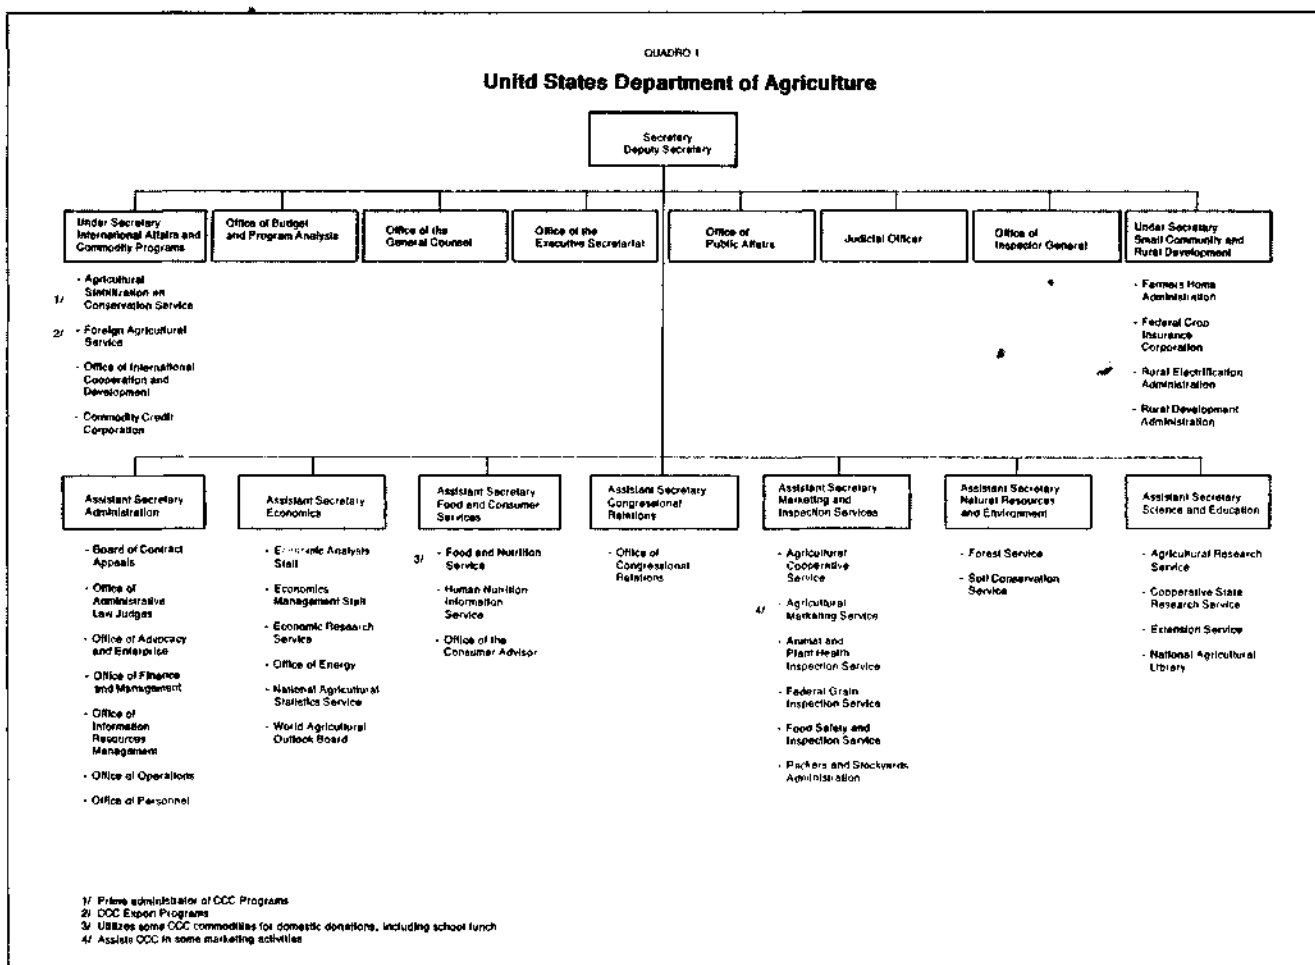 QUADRO 1
Unitd States Department of Agriculture
Secretary
Deputy Secretary
Under Secretary
International Affairs and
Commodity Programs
Office of Budget
and Program Analysis
Office of the
General Counsel
Office of the
Executive Secretariat
Office of
Public Affairs
Judicial Officer
Office of
Inspector General
Under Secretary
Small Community and
Rural Development
- Agricultural
Stabilization en
1/ Conservation Service
2/ - Foreign Agricultural
Service
- Office of International
Cooperation and
Development
- Commodity Credit
Corporation
- Farmers Home
Administration
- Federal Crop
Insurance
Corporation
- Rural Electrification
Administration
- Rural Development
Administration
Assistant Secretary
Administration
Assistant Secretary
Economics
Assistant Secretary
Food and Consumer
Services
Assistant Secretary
Congressional
Relations
Assistant Secretary
Marketing and
Inspection Services
Assistant Secretary
Natural Resources
and Environment
Assistant Secretary
Science and Education
- Board of Contract
Appeals
- Office of
Administrative
Law Judges
- Office of Advocacy
and Enterprise
- Office of Finance
and Management
- Office of
Information
Resources
Management
- Office of Operations
- Office of Personnel
- Economic Analysis
Staff
- Economics
Management Staff
- Economic Research
Service
- Office of Energy
- National Agricultural
Statistics Service
- World Agricultural
Outlook Board
3/ - Food and Nutrition
Service
- Human Nutrition
Information
Service
- Office of the
Consumer Advisor
- Office of
Congressional
Relations
- Agricultural
Cooperative
Service
4/ - Agricultural
Marketing Service
- Animal and
Plant Health
Inspection Service
- Federal Grain
Inspection Service
- Food Safety and
Inspection Service
- Packers and Stockyards
Administration
- Forest Service
- Soil Conservation
Service
- Agricultural Research
Service
- Cooperative State
Research Service
- Extension Service
- National Agricultural
Library
1/ Prime administrator of CCC Programs
2/ CCC Export Programs
3/ Utilizes some CCC commodities for domestic donations, including school lunch
4/ Assists CCC in some marketing activities